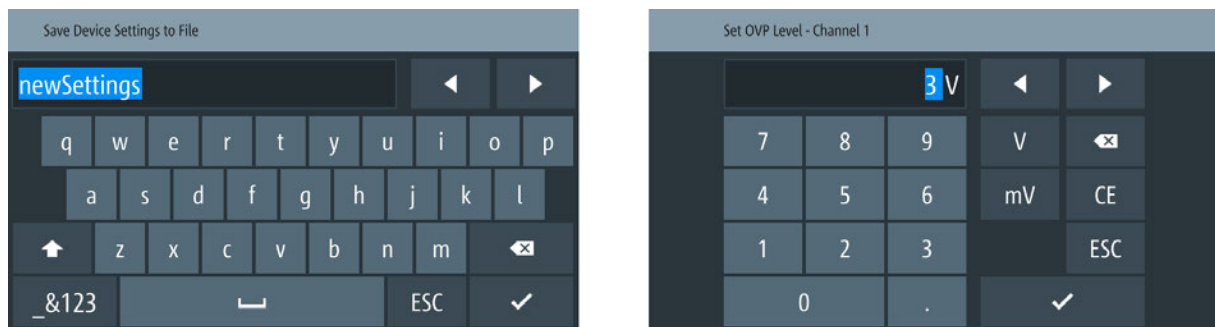 Save Device Settings to File
newSettings
q w e r t y u i o p
a s d f g h j k l
z x c v b n m
_&123 ESC
Set OVP Level - Channel 1
3 V
7 8 9 V
4 5 6 mV CE
1 2 3 ESC
0 .